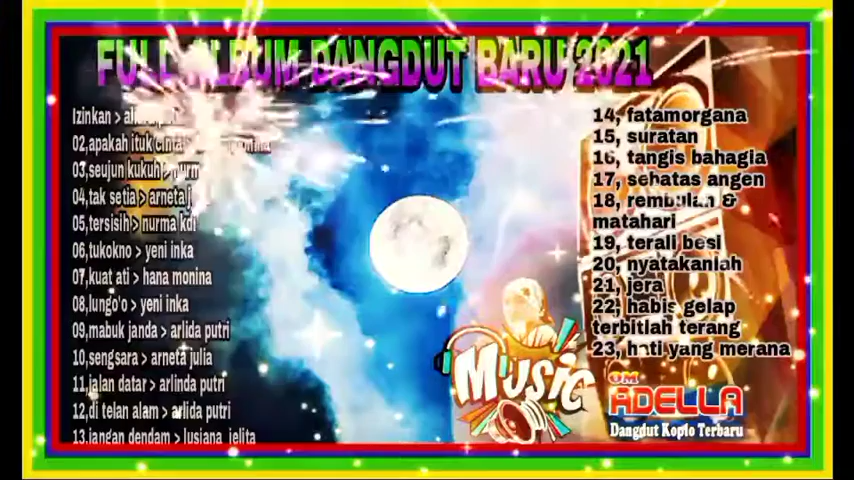 FULL ALBUM DANGDUT BARU 2021
Izinkan >
02,apakah ituk cinta >
03,seujun kukuh >
04,tak setia > arneta j
05,tersisih > nurma kdi
06,tukokno > yeni inka
07,kuat ati > hana monina
08,lungo'o > yeni inka
09,mabuk janda > arlida putri
10,sengsara > arneta julia
11,jalan datar > arlinda putri
12,di telan alam > arlida putri
13,jangan dendam > lusiana jelita
14, fatamorgana
15, suratan
16, tangis bahagia
17, sebatas angen
18, rembulan &
matahari
19, terali besi
20, nyatakanlah
21, jera
22, habis gelap
terbitlah terang
23, hati yang merana
MUSIC
OM
ADELLA
Dangdut Koplo Terbaru